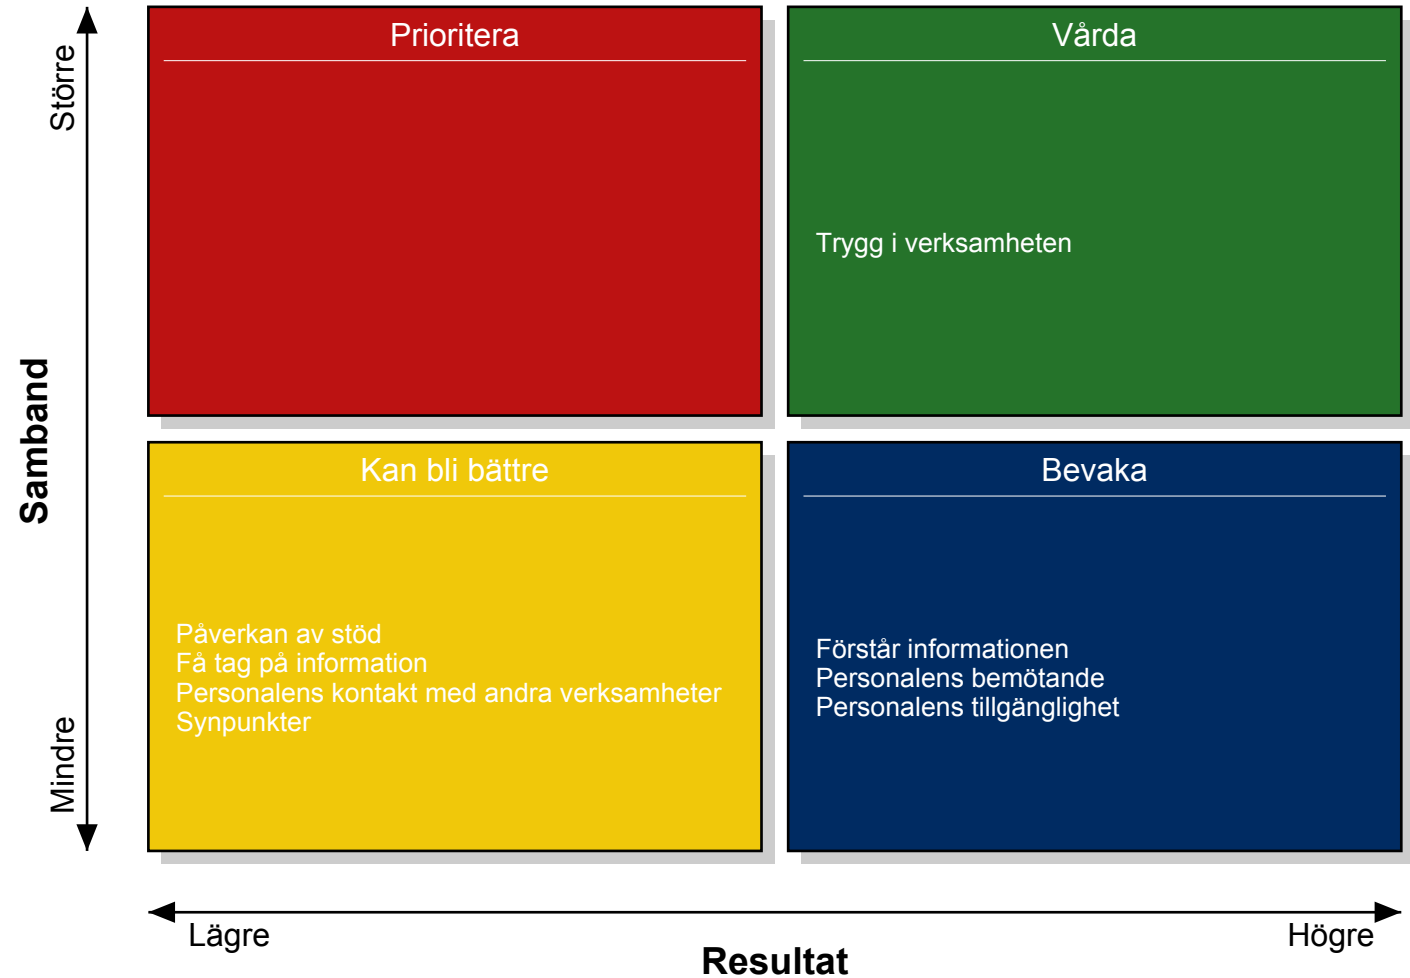 Större
Samband
Mindre
Prioritera
Vårda
Trygg i verksamheten
Kan bli bättre
Påverkan av stöd
Få tag på information
Personalens kontakt med andra verksamheter
Synpunkter
Bevaka
Förstår informationen
Personalens bemötande
Personalens tillgänglighet
Lägre
Högre
Resultat